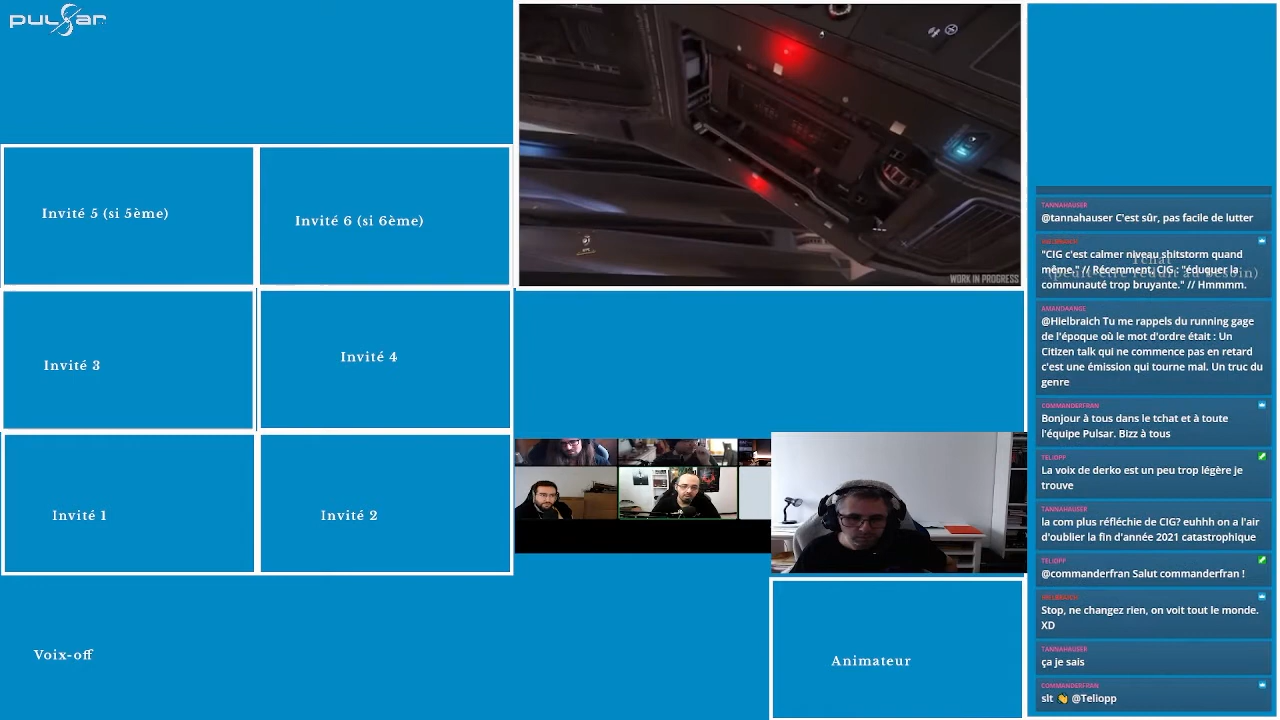 pulsar
WORK IN PROGRESS
Invité 5 (si 5ème)
Invité 6 (si 6ème)
Invité 3
Invité 4
Invité 1
Invité 2
Voix-off
Animateur
TANNAHAUSER
@tannahauser C'est sûr, pas facile de lutter
Tchat
"CIG c'est calmer niveau shitstorm quand
même." // Récemment, CIG : "éduquer la
communauté trop bruyante." // Hmmmm.
AMANDAANGE
@Hlelbraich Tu me rappels du running gage
de l'époque où le mot d'ordre était : Un
Citizen talk qui ne commence pas en retard
c'est une émission qui tourne mal. Un truc du
genre
COMMANDERFRAN
Bonjour à tous dans le tchat et à toute
l'équipe Pulsar. Bizz à tous
TELIOPP
La voix de derko est un peu trop légère je
trouve
TANNAHAUSER
la com plus réfléchie de CIG? euhhh on a l'air
d'oublier la fin d'année 2021 catastrophique
TELIOPP
@commanderfran Salut commanderfran !
Stop, ne changez rien, on voit tout le monde.
XD
TANNAHAUSER
ça je sais
COMMANDERFRAN
slt 👏 @Teliopp